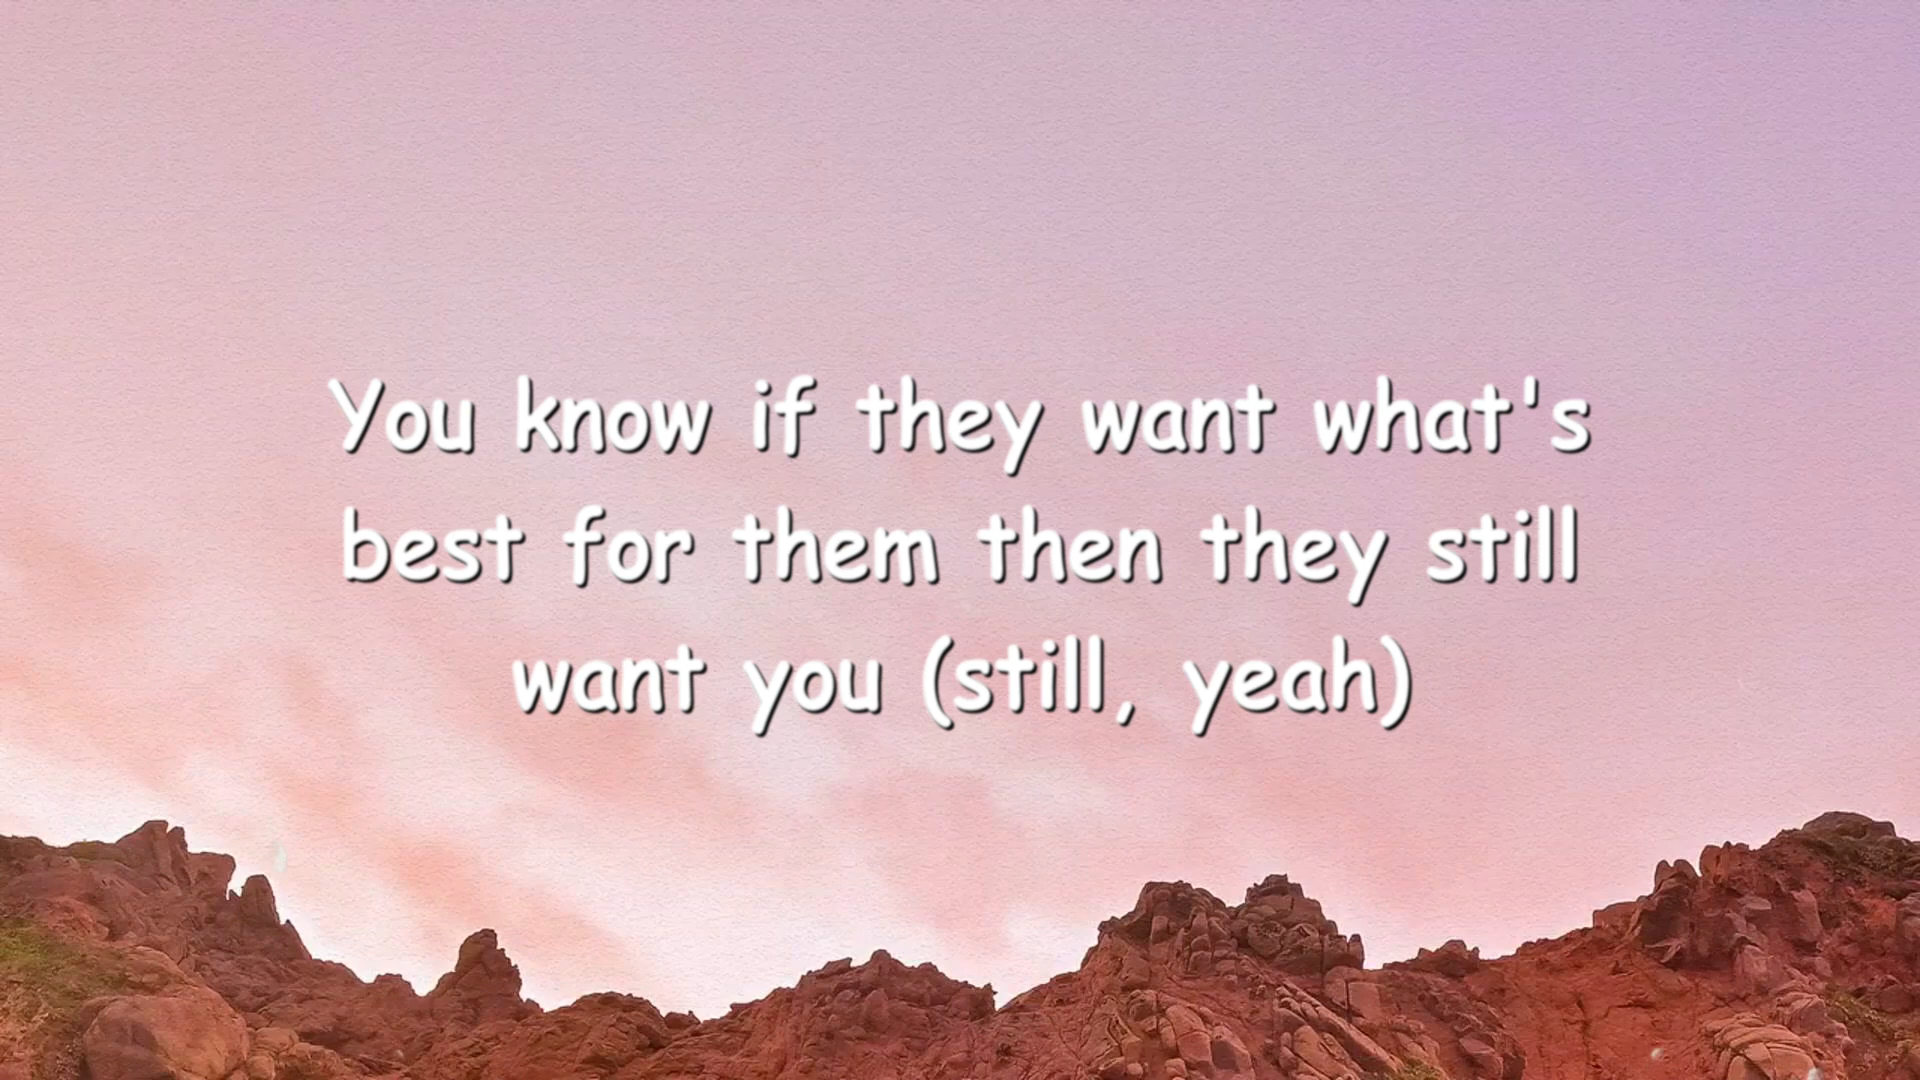 You know if they want what's
best for them then they still
want you (still, yeah)